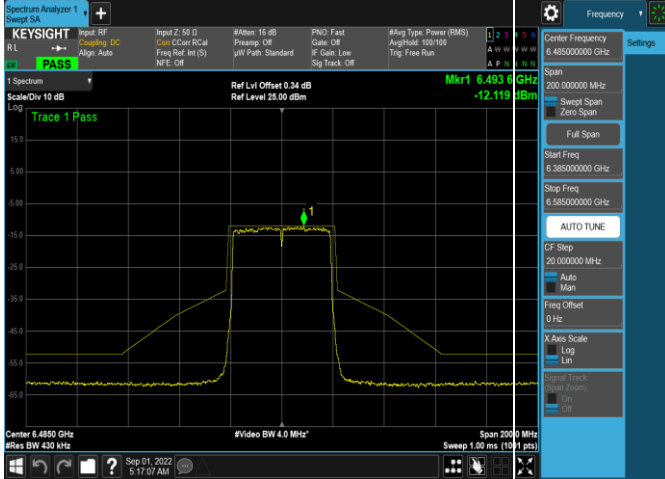 Spectrum Analyzer 1
Swept SA
+
Frequency
KEYSIGHT
R L
LV
PASS
Input: RF
Coupling: DC
Align: Auto
Input Z: 50 Ω
Corr CCorr RCal
Freq Ref: Int (S)
NFE: Off
#Atten: 16 dB
Preamp: Off
µW Path: Standard
PNO: Fast
Gate: Off
IF Gain: Low
Sig Track: Off
#Avg Type: Power (RMS)
Avg|Hold: 100/100
Trig: Free Run
1 2 3 4 5 6
A W W W W W
A P N N N N
1 Spectrum
Scale/Div 10 dB
Log
Ref Lvl Offset 0.34 dB
Ref Level 25.00 dBm
Mkr1 6.493 6 GHz
-12.119 dBm
Trace 1 Pass
15.0
5.00
-5.00
-15.0
-25.0
-35.0
-45.0
-55.0
-65.0
1
Center 6.4850 GHz
#Res BW 430 kHz
#Video BW 4.0 MHz*
Span 200.0 MHz
Sweep 1.00 ms (1001 pts)
?
Sep 01, 2022
5:17:07 AM
Center Frequency
6.485000000 GHz
Settings
Span
200.000000 MHz
Swept Span
Zero Span
Full Span
Start Freq
6.385000000 GHz
Stop Freq
6.585000000 GHz
AUTO TUNE
CF Step
20.000000 MHz
Auto
Man
Freq Offset
0 Hz
X Axis Scale
Log
Lin
Signal Track
(Span Zoom)
On
Off